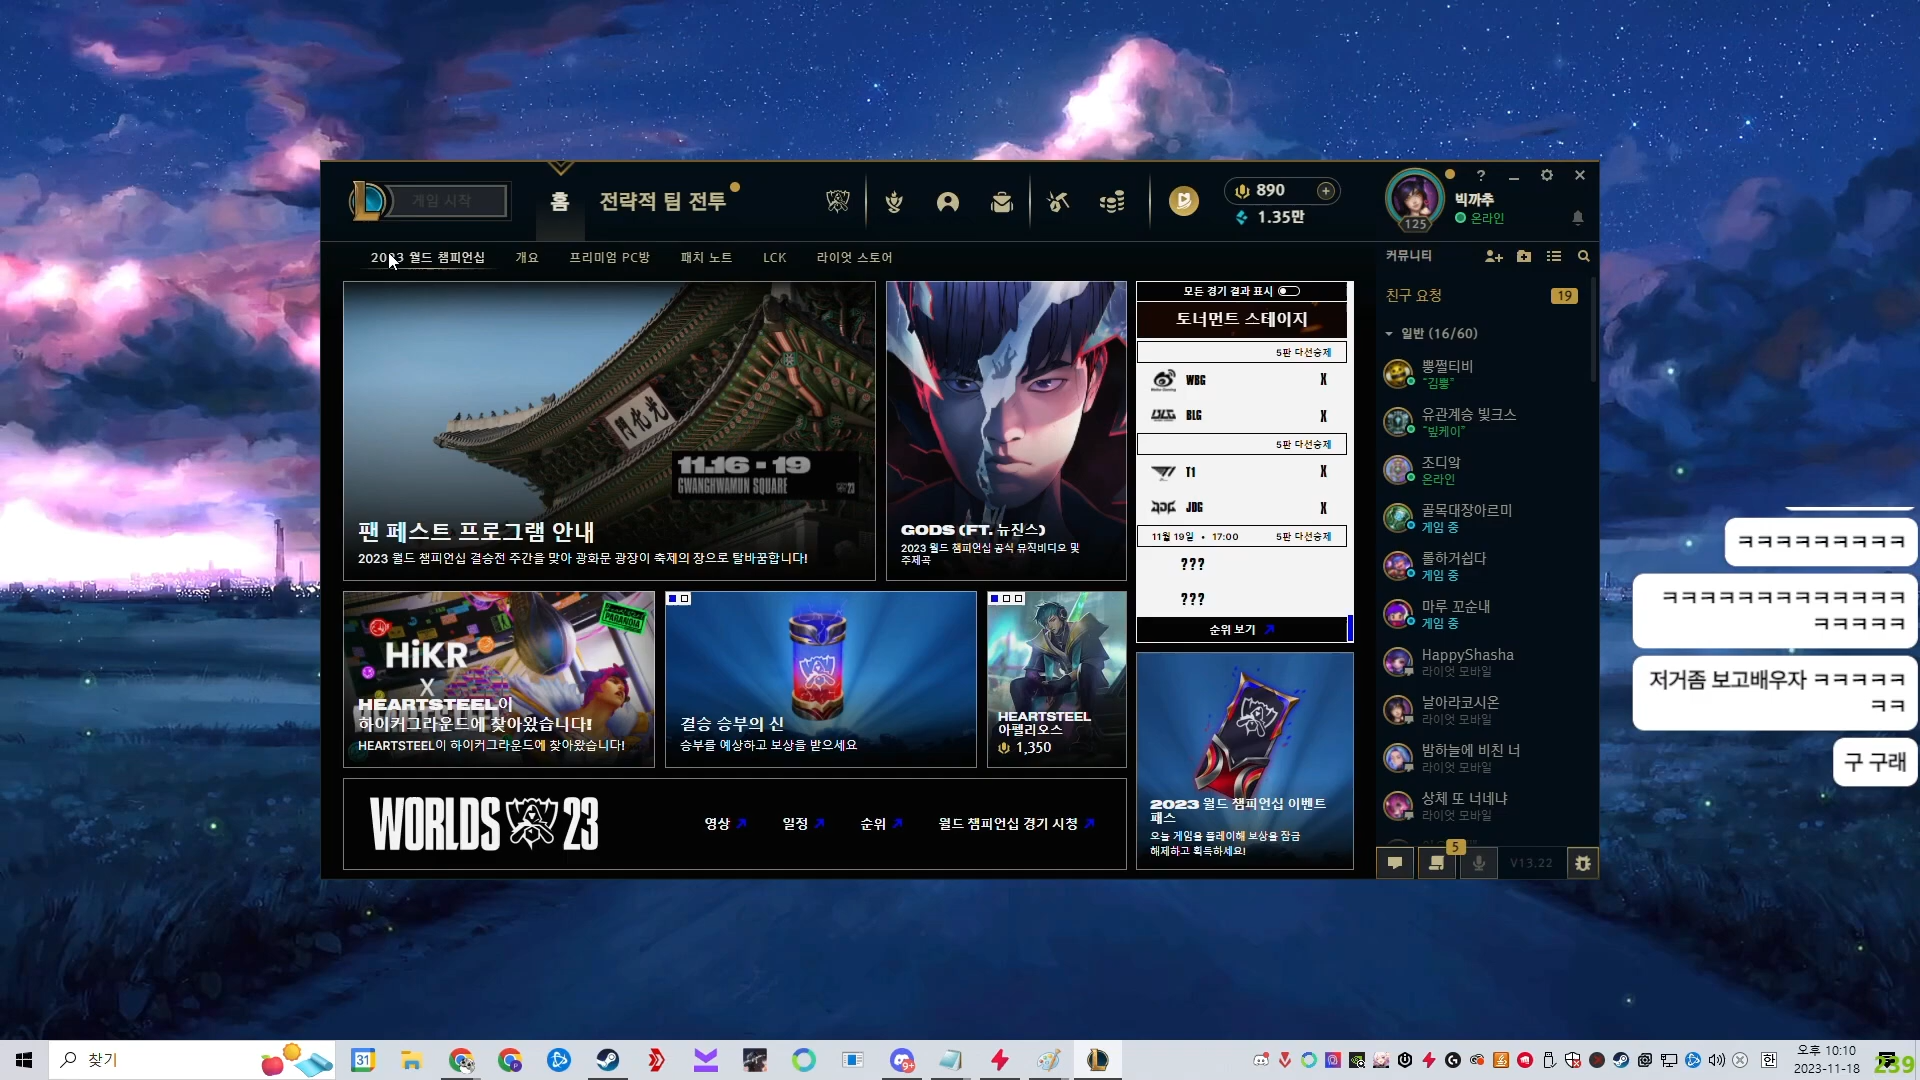 게임 시작
홈
전략적 팀 전투
890
1.35만
125
빅까추
온라인
2023 월드 챔피언십
개요
프리미엄 PC방
패치 노트
LCK
라이엇 스토어
門化光
11.16 - 19
GWANGHWAMUN SQUARE
팬 페스트 프로그램 안내
2023 월드 챔피언십 결승전 주간을 맞아 광화문 광장이 축제의 장으로 탈바꿈합니다!
GODS (FT. 뉴진스)
2023 월드 챔피언십 공식 뮤직비디오 및
주제곡
모든 경기 결과 표시
토너먼트 스테이지
5판 다선승제
WBG X
BLG X
5판 다선승제
T1 X
JDG X
11월 19일 • 17:00 5판 다선승제
???
???
순위 보기
HiKR
X
HEARTSTEEL이
하이커그라운드에 찾아왔습니다!
HEARTSTEEL이 하이커그라운드에 찾아왔습니다!
결승 승부의 신
승부를 예상하고 보상을 받으세요
HEARTSTEEL
아펠리오스
1,350
2023 월드 챔피언십 이벤트
패스
오늘 게임을 플레이해 보상을 잠금
해제하고 획득하세요!
WORLDS 23
영상
일정
순위
월드 챔피언십 경기 시청
커뮤니티
친구 요청
19
일반 (16/60)
뿡쩔티비
"김뿡"
유관계승 빛크스
"빞케이"
조디앜
온라인
골목대장아르미
게임 중
롤하거쉽다
게임 중
마루 꼬순내
게임 중
HappyShasha
라이엇 모바일
날아라코시온
라이엇 모바일
밤하늘에 비친 너
라이엇 모바일
상체 또 너네냐
라이엇 모바일
5
V13.22
ㅋㅋㅋㅋㅋㅋㅋㅋㅋ
ㅋㅋㅋㅋㅋㅋㅋㅋㅋㅋㅋㅋㅋ
ㅋㅋㅋㅋㅋ
저거좀 보고배우자 ㅋㅋㅋㅋㅋ
ㅋㅋ
구 구래
찾기
31
9+
한
오후 10:10
2023-11-18
239